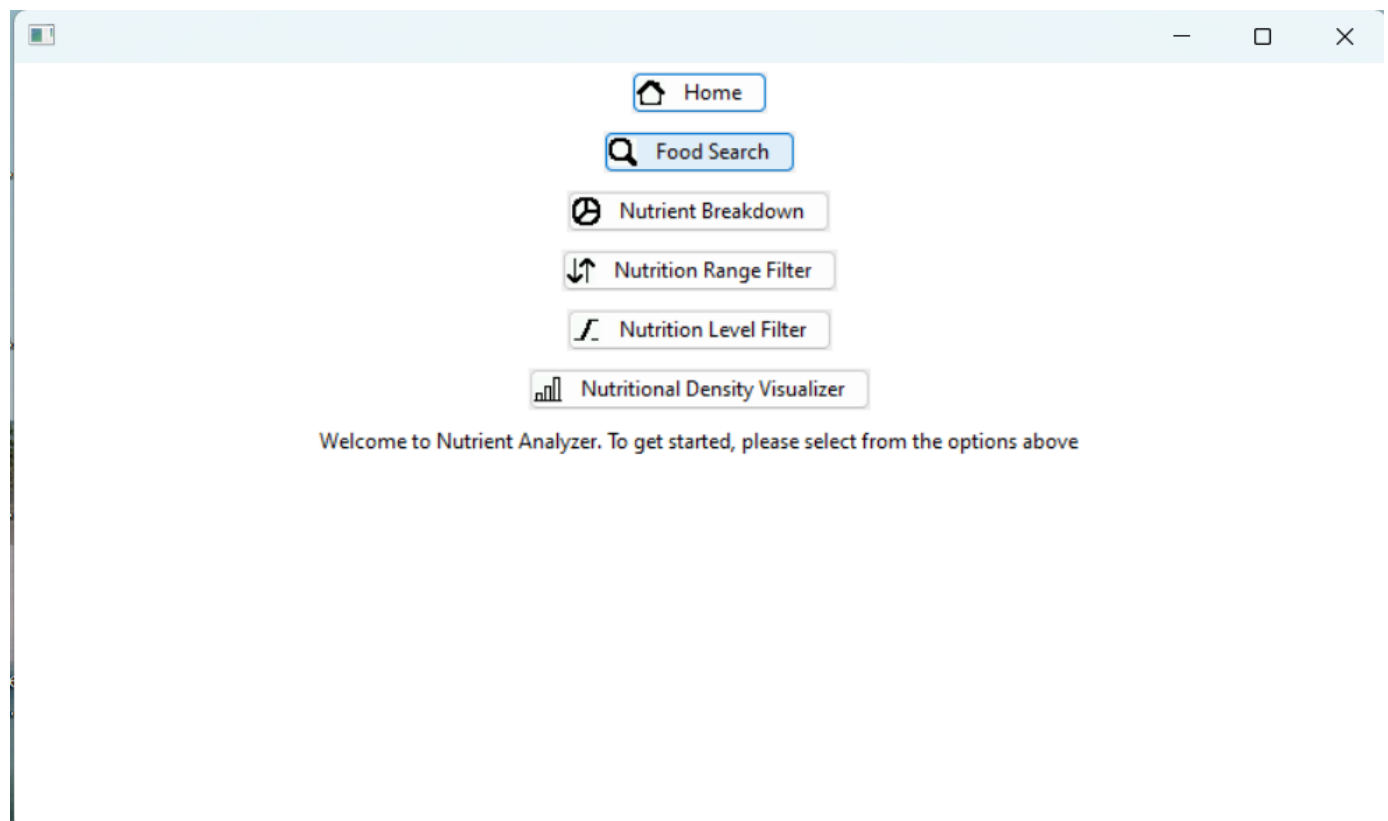 Home
Food Search
Nutrient Breakdown
Nutrition Range Filter
Nutrition Level Filter
Nutritional Density Visualizer
Welcome to Nutrient Analyzer. To get started, please select from the options above